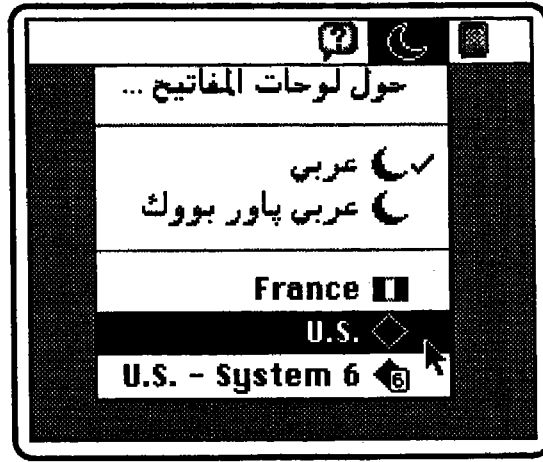 حول لوحات المفاتيح ...
عربي
عربي پاور بووك
France
U.S.
U.S. - System 6